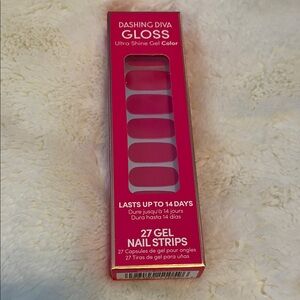 DASHING DIVA
GLOSS
Ultra Shine Gel Color
LASTS UP TO 14 DAYS
Dure jusqu'à 14 jours
Dura hasta 14 días
27 GEL
NAIL STRIPS
27 Capsules de gel pour ongles
27 Tiras de gel para uñas